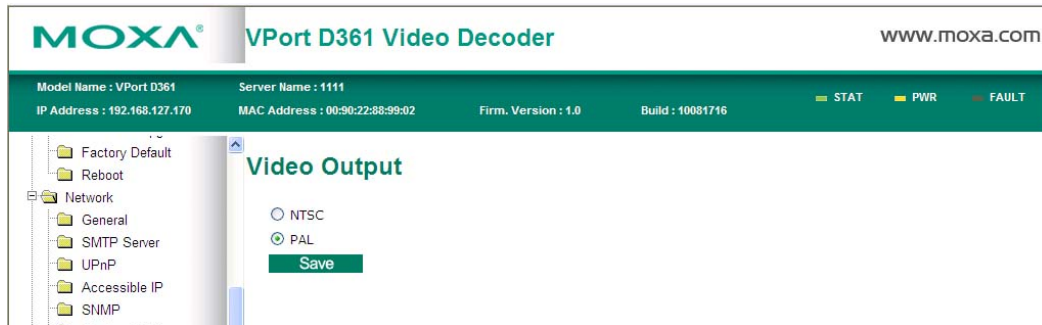 MOXA®
VPort D361 Video Decoder
www.moxa.com
Model Name : VPort D361
Server Name : 1111
IP Address : 192.168.127.170
MAC Address : 00:90:22:88:99:02
Firm. Version : 1.0
Build : 10081716
STAT
PWR
FAULT
Factory Default
Reboot
Network
General
SMTP Server
UPnP
Accessible IP
SNMP
Video Output
NTSC
PAL
Save